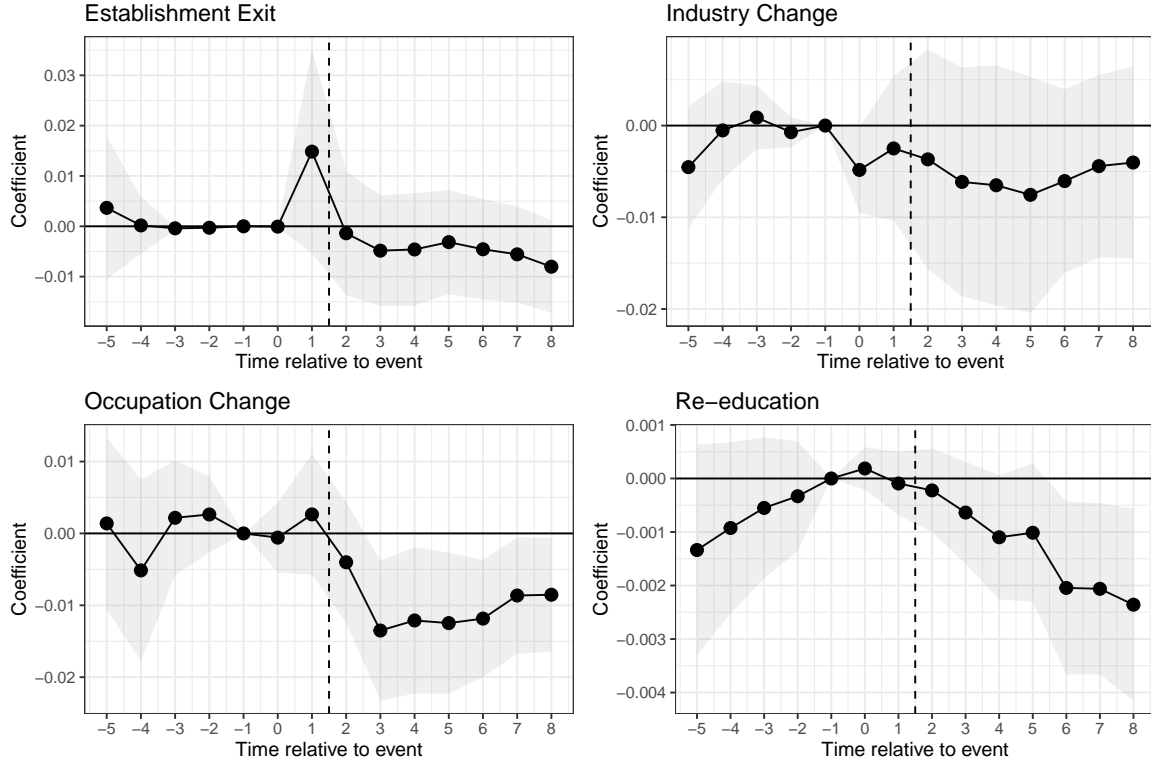 Establishment Exit
Coefficient
0.03
0.02
0.01
0.00
−0.01
−5 −4 −3 −2 −1 0 1 2 3 4 5 6 7 8
Time relative to event
Industry Change
Coefficient
0.00
−0.01
−0.02
−5 −4 −3 −2 −1 0 1 2 3 4 5 6 7 8
Time relative to event
Occupation Change
Coefficient
0.01
0.00
−0.01
−0.02
−5 −4 −3 −2 −1 0 1 2 3 4 5 6 7 8
Time relative to event
Re−education
Coefficient
0.001
0.000
−0.001
−0.002
−0.003
−0.004
−5 −4 −3 −2 −1 0 1 2 3 4 5 6 7 8
Time relative to event